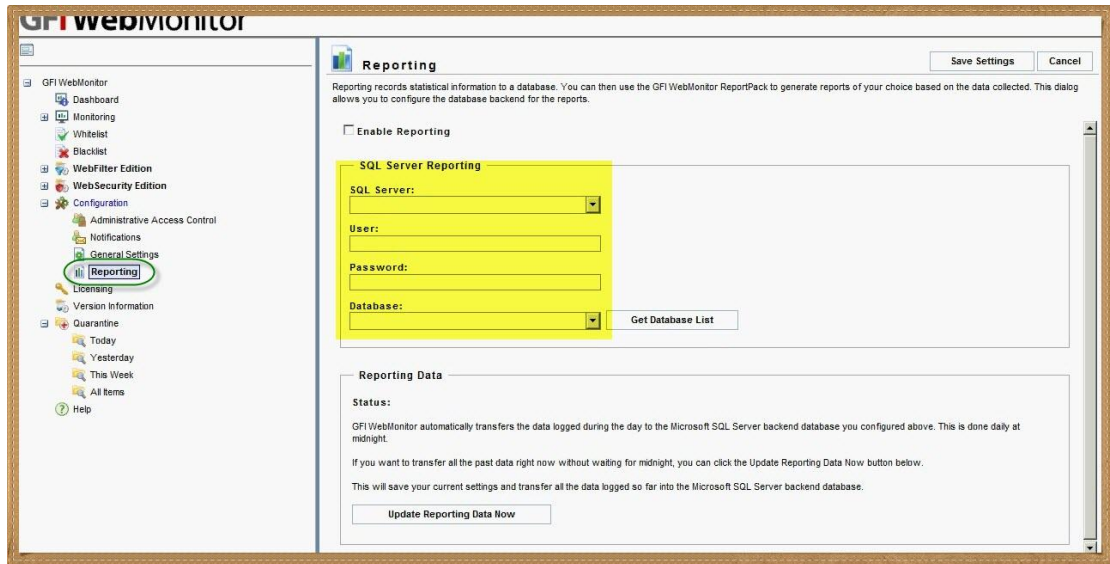 GFI WebMonitor
Reporting
Save Settings
Cancel
Reporting records statistical information to a database. You can then use the GFI WebMonitor ReportPack to generate reports of your choice based on the data collected. This dialog
allows you to configure the database backend for the reports.
GFI WebMonitor
Dashboard
Monitoring
Whitelist
Blacklist
WebFilter Edition
WebSecurity Edition
Configuration
Administrative Access Control
Notifications
General Settings
Reporting
Licensing
Version Information
Quarantine
Today
Yesterday
This Week
All Items
Help
Enable Reporting
SQL Server Reporting
SQL Server:
User:
Password:
Database:
Get Database List
Reporting Data
Status:
GFI WebMonitor automatically transfers the data logged during the day to the Microsoft SQL Server backend database you configured above. This is done daily at
midnight.
If you want to transfer all the past data right now without waiting for midnight, you can click the Update Reporting Data Now button below.
This will save your current settings and transfer all the data logged so far into the Microsoft SQL Server backend database.
Update Reporting Data Now